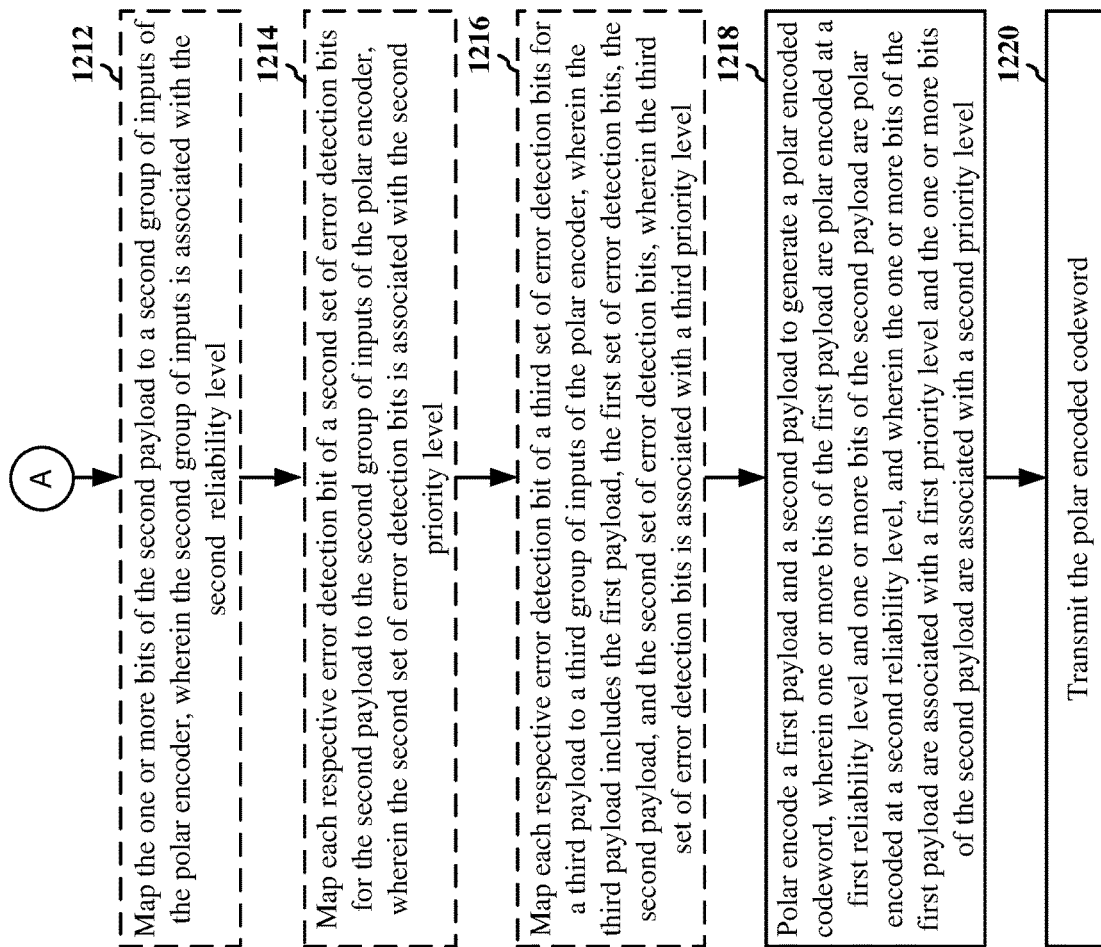 A
1212
Map the one or more bits of the second payload to a second group of inputs of
the polar encoder, wherein the second group of inputs is associated with the
second reliability level
1214
Map each respective error detection bit of a second set of error detection bits
for the second payload to the second group of inputs of the polar encoder,
wherein the second set of error detection bits is associated with the second
priority level
1216
Map each respective error detection bit of a third set of error detection bits for
a third payload to a third group of inputs of the polar encoder, wherein the
third payload includes the first payload, the first set of error detection bits, the
second payload, and the second set of error detection bits, wherein the third
set of error detection bits is associated with a third priority level
1218
Polar encode a first payload and a second payload to generate a polar encoded
codeword, wherein one or more bits of the first payload are polar encoded at a
first reliability level and one or more bits of the second payload are polar
encoded at a second reliability level, and wherein the one or more bits of the
first payload are associated with a first priority level and the one or more bits
of the second payload are associated with a second priority level
1220
Transmit the polar encoded codeword